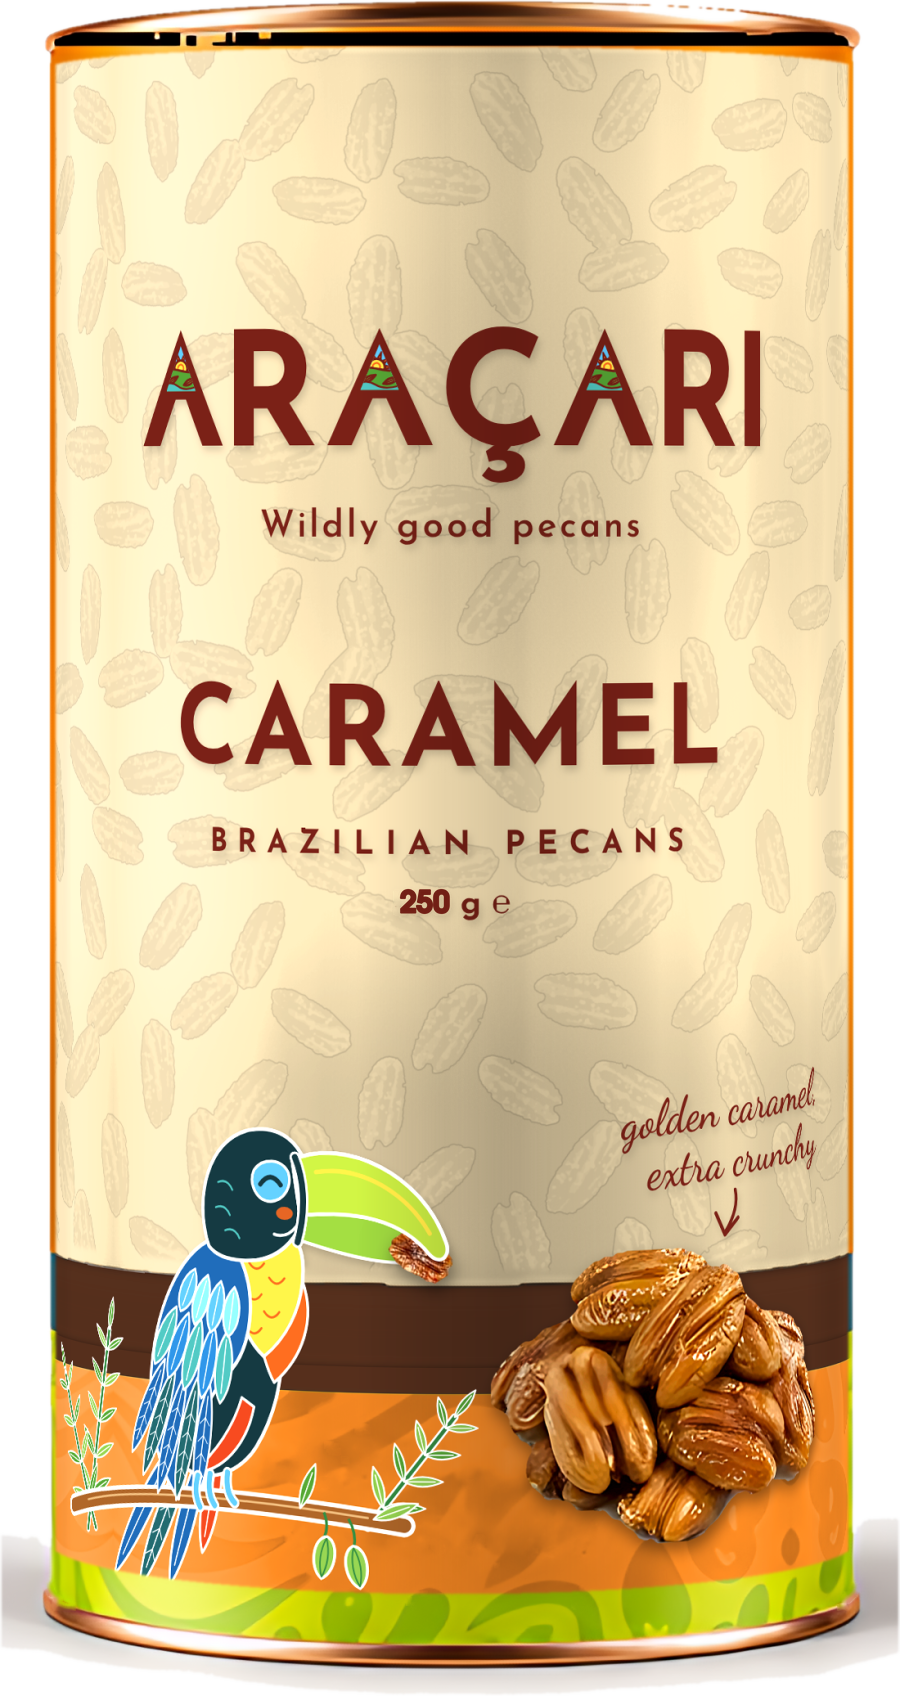 ARAÇARI
Wildly good pecans
CARAMEL
BRAZILIAN PECANS
250 g ℮
golden caramel,
extra crunchy